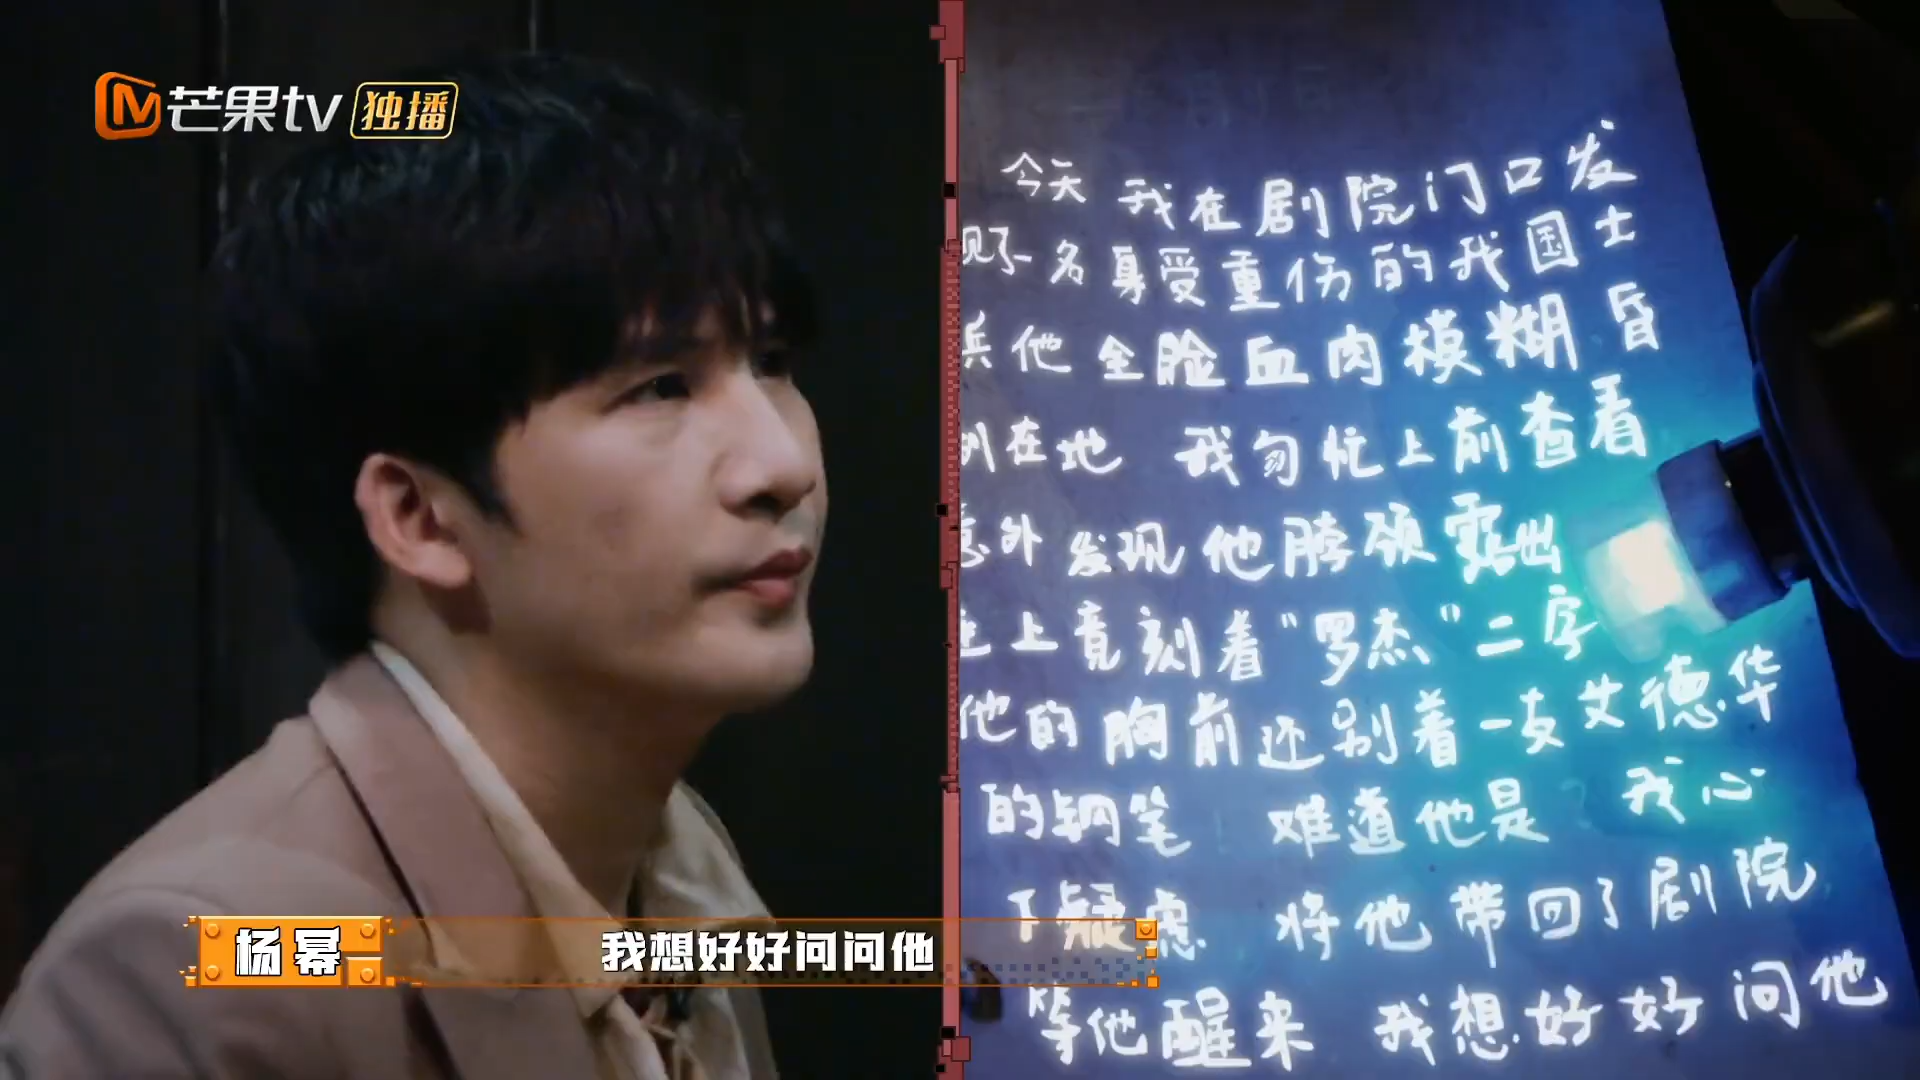 芒果tv 独播
今天 我在剧院门口发
现了一名身受重伤的我国士
兵他全脸血肉模糊昏
倒在地 我匆忙上前查看
意外发现他脖颈露出
上竟刻着“罗杰”二字
他的胸前还别着一支艾德华
的钢笔 难道他是 我心
下疑虑 将他带回了剧院
等他醒来 我想好好问问他
杨幂 我想好好问问他